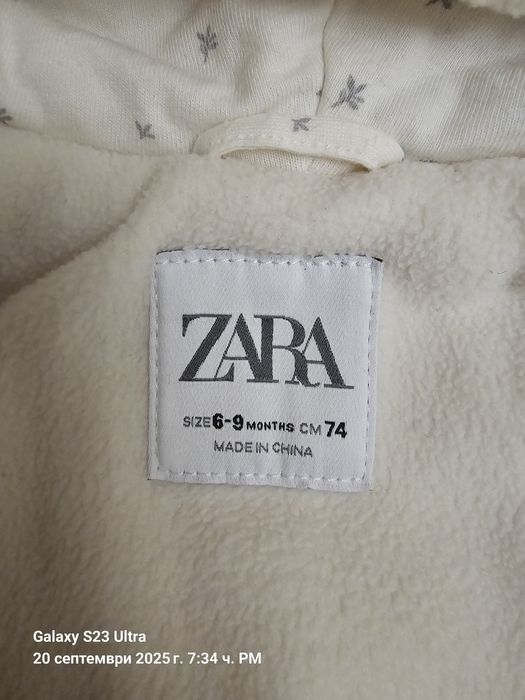 ZARA
SIZE 6-9 MONTHS CM 74
MADE IN CHINA
Galaxy S23 Ultra
20 септември 2025 г. 7:34 ч. PM